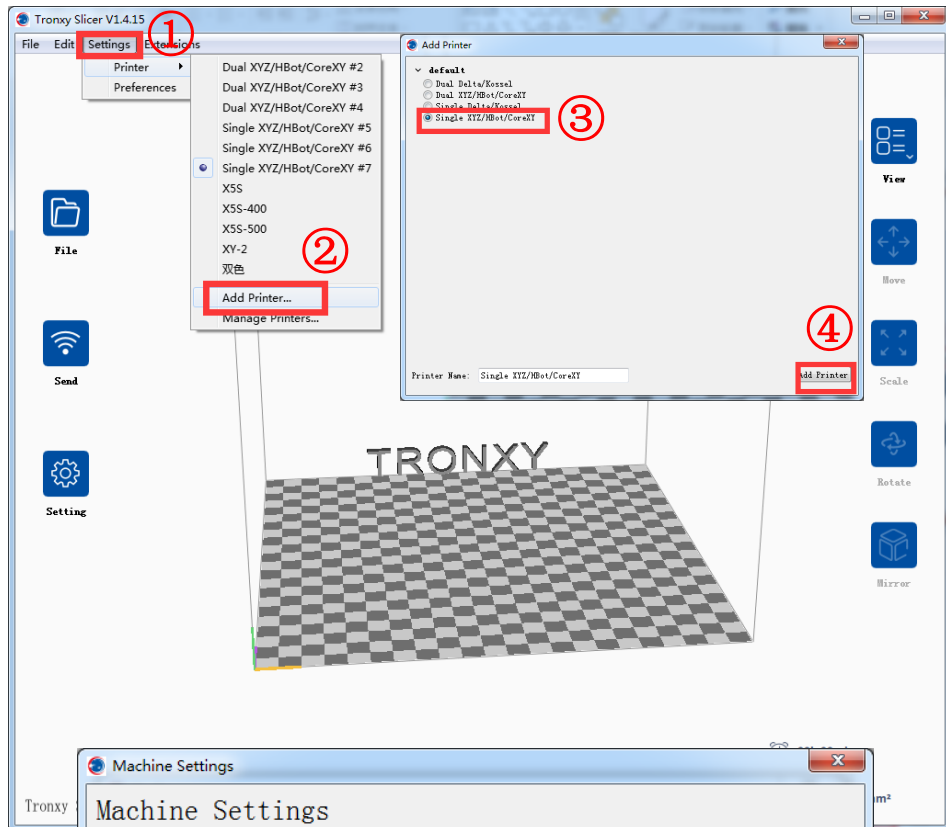 Tronxy Slicer V1.4.15
①
File Edit Settings Extensions
Printer
Preferences
Dual XYZ/HBot/CoreXY #2
Dual XYZ/HBot/CoreXY #3
Dual XYZ/HBot/CoreXY #4
Single XYZ/HBot/CoreXY #5
Single XYZ/HBot/CoreXY #6
Single XYZ/HBot/CoreXY #7
X5S
X5S-400
X5S-500
XY-2
双色
②
Add Printer...
Manage Printers...
Add Printer
default
Dual Delta/Kossel
Dual XYZ/HBot/CoreXY
Single Delta/Kossel
Single XYZ/HBot/CoreXY
③
④
Printer Name: Single XYZ/HBot/CoreXY
Add Printer
File
Send
Setting
View
Move
Scale
Rotate
Mirror
TRONXY
Machine Settings
Tronxy
Machine Settings